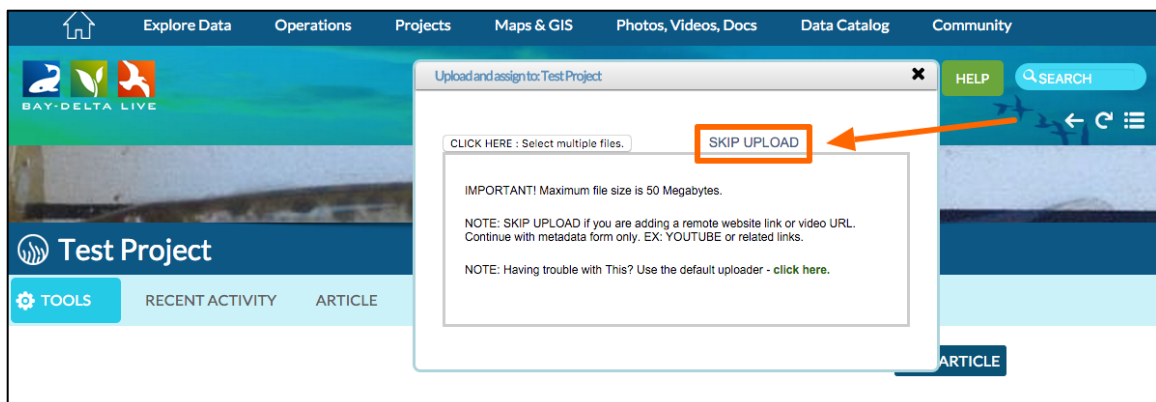 Explore Data Operations Projects Maps & GIS Photos, Videos, Docs Data Catalog Community
BAY-DELTA LIVE
Upload and assign to: Test Project
HELP
SEARCH
CLICK HERE : Select multiple files.
SKIP UPLOAD
IMPORTANT! Maximum file size is 50 Megabytes.
NOTE: SKIP UPLOAD if you are adding a remote website link or video URL.
Continue with metadata form only. EX: YOUTUBE or related links.
NOTE: Having trouble with This? Use the default uploader - click here.
Test Project
TOOLS RECENT ACTIVITY ARTICLE
ARTICLE